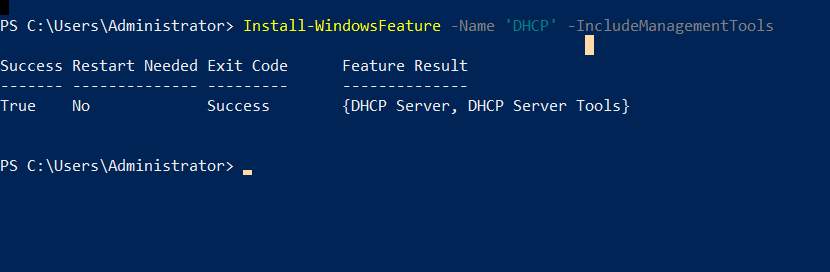 PS C:\Users\Administrator> Install-WindowsFeature -Name 'DHCP' -IncludeManagementTools
Success Restart Needed Exit Code      Feature Result
------- -------------- ---------      --------------
True    No             Success        {DHCP Server, DHCP Server Tools}
PS C:\Users\Administrator>